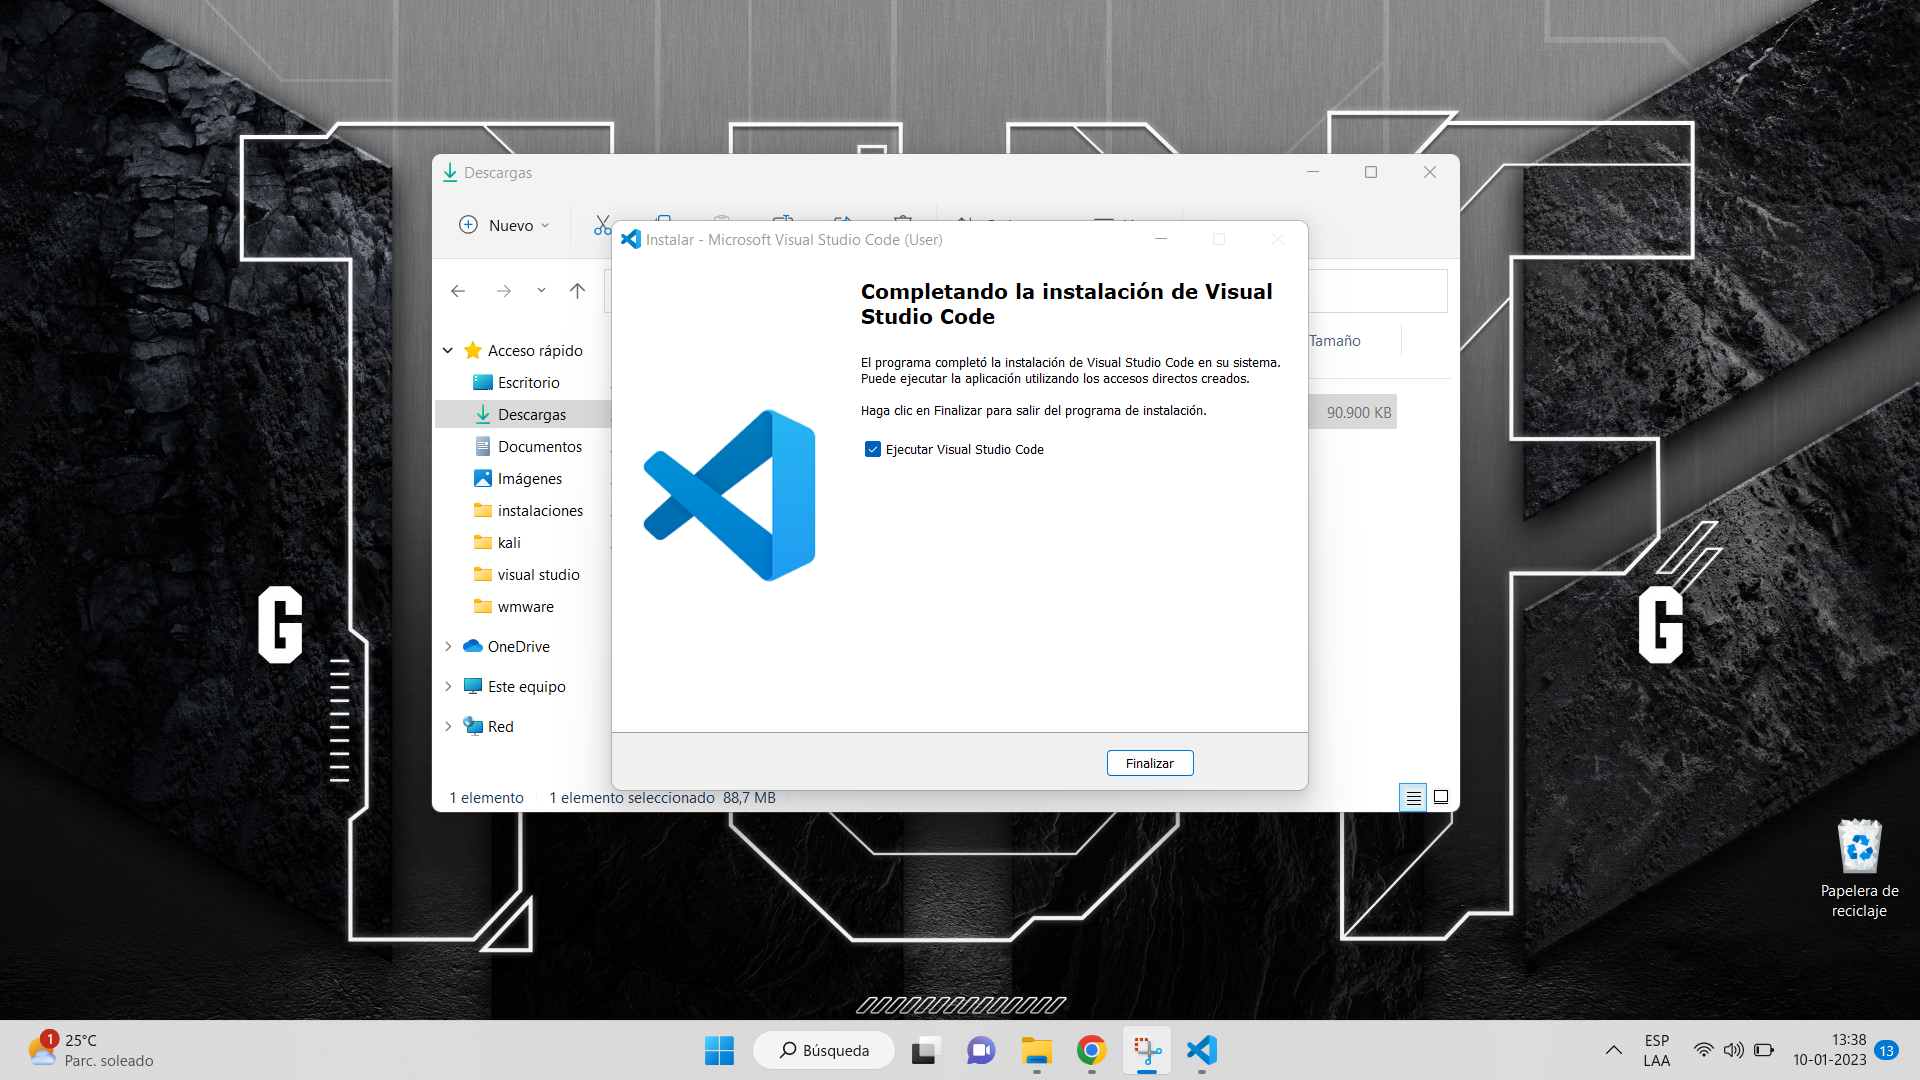 Descargas
Nuevo
Instalar - Microsoft Visual Studio Code (User)
Completando la instalación de Visual
Studio Code
El programa completó la instalación de Visual Studio Code en su sistema.
Puede ejecutar la aplicación utilizando los accesos directos creados.
Haga clic en Finalizar para salir del programa de instalación.
Ejecutar Visual Studio Code
Finalizar
Tamaño
90.900 KB
Acceso rápido
Escritorio
Descargas
Documentos
Imágenes
instalaciones
kali
visual studio
wmware
OneDrive
Este equipo
Red
1 elemento
1 elemento seleccionado 88,7 MB
G
G
Papelera de
reciclaje
1
25°C
Parc. soleado
Búsqueda
ESP
LAA
13:38
10-01-2023
13